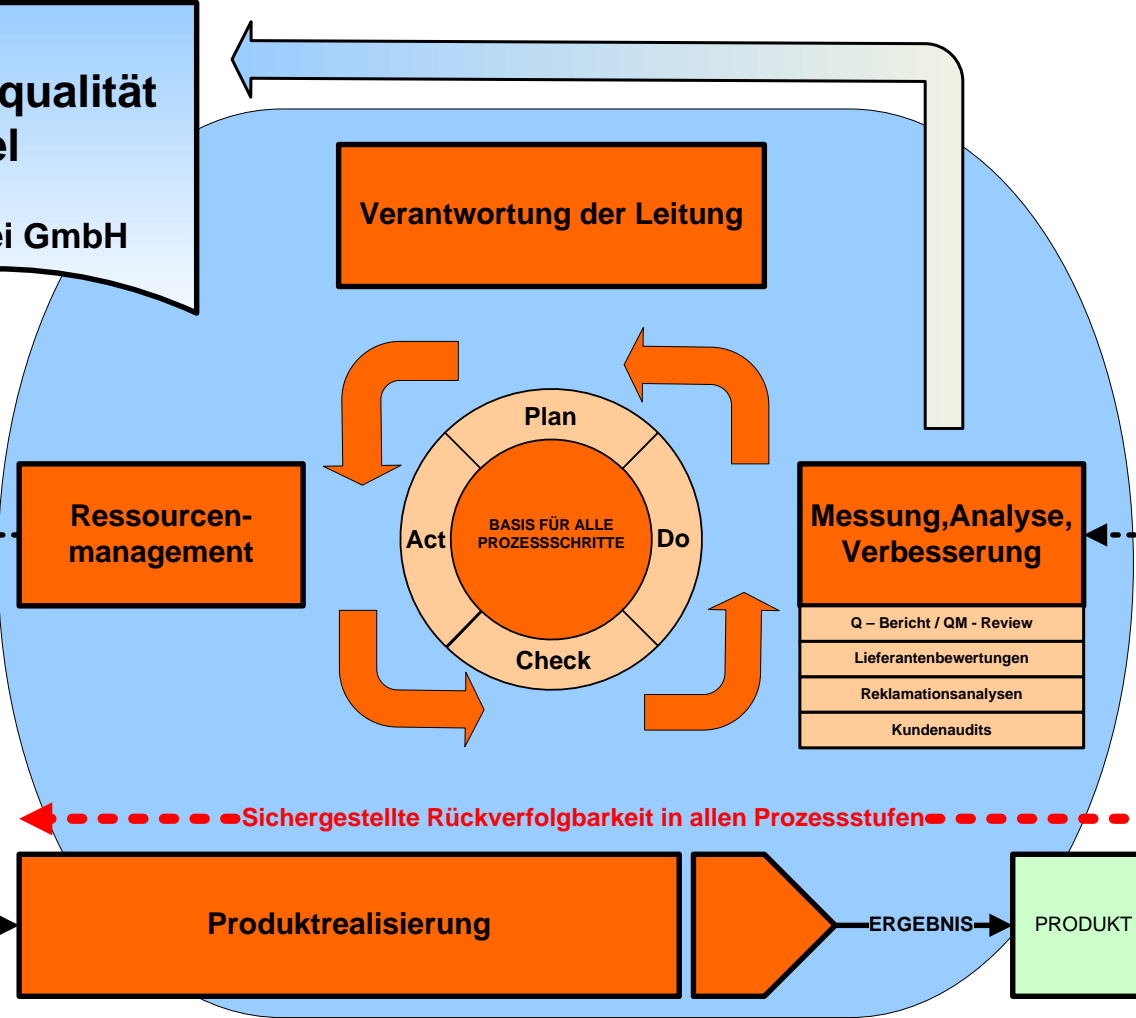 qualität
el
ei GmbH
Verantwortung der Leitung
Plan
Ressourcen-
management
Act
BASIS FÜR ALLE
PROZESSSCHRITTE
Do
Check
Messung,Analyse,
Verbesserung
Q – Bericht / QM - Review
Lieferantenbewertungen
Reklamationsanalysen
Kundenaudits
Sichergestellte Rückverfolgbarkeit in allen Prozessstufen
Produktrealisierung
ERGEBNIS
PRODUKT